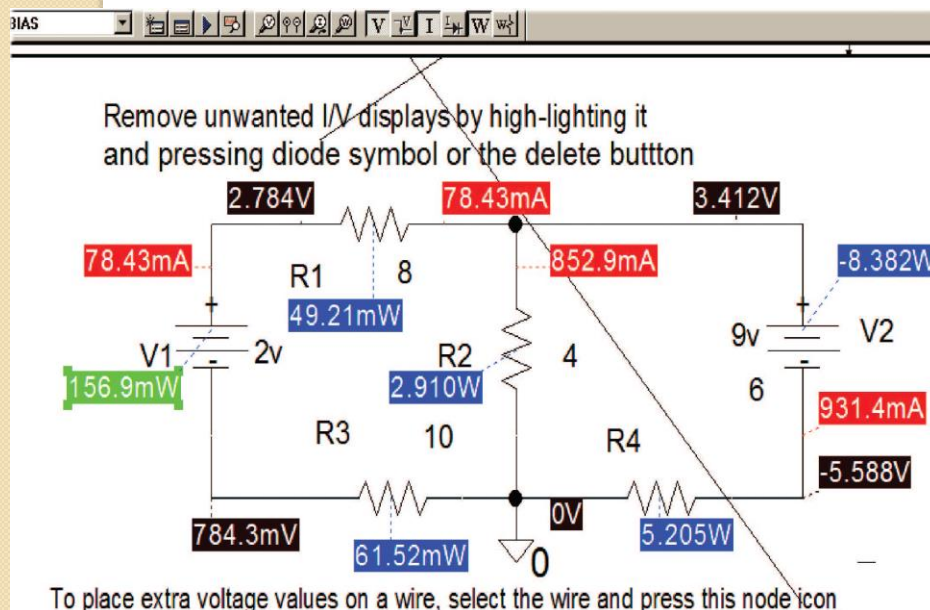 BIAS
V I W
Remove unwanted I/V displays by high-lighting it
and pressing diode symbol or the delete buttton
2.784V 78.43mA 3.412V
78.43mA R1 8 852.9mA -8.382W
49.21mW
+ +
V1 2v R2 4 9v V2
- -
156.9mW 2.910W 6
931.4mA
R3 10 R4
-5.588V
784.3mV 0V
61.52mW 0 5.205W
To place extra voltage values on a wire, select the wire and press this node icon